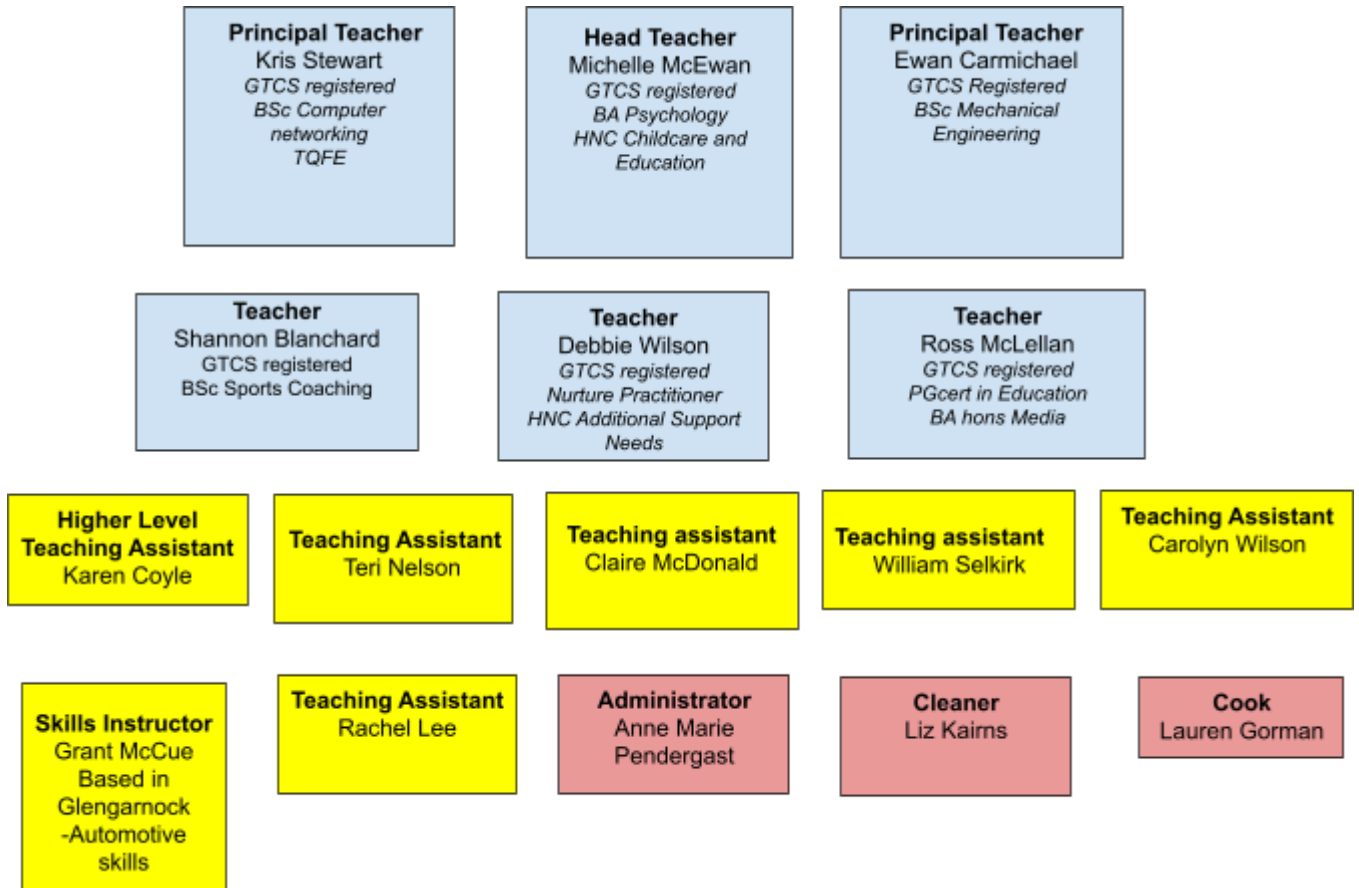 Principal Teacher
Kris Stewart
GTCS registered
BSc Computer
networking
TQFE
Head Teacher
Michelle McEwan
GTCS registered
BA Psychology
HNC Childcare and
Education
Principal Teacher
Ewan Carmichael
GTCS Registered
BSc Mechanical
Engineering
Teacher
Shannon Blanchard
GTCS registered
BSc Sports Coaching
Teacher
Debbie Wilson
GTCS registered
Nurture Practitioner
HNC Additional Support
Needs
Teacher
Ross McLellan
GTCS registered
PGcert in Education
BA hons Media
Higher Level
Teaching Assistant
Karen Coyle
Teaching Assistant
Teri Nelson
Teaching assistant
Claire McDonald
Teaching assistant
William Selkirk
Teaching Assistant
Carolyn Wilson
Skills Instructor
Grant McCue
Based in
Glengarnock
-Automotive
skills
Teaching Assistant
Rachel Lee
Administrator
Anne Marie
Pendergast
Cleaner
Liz Kairns
Cook
Lauren Gorman